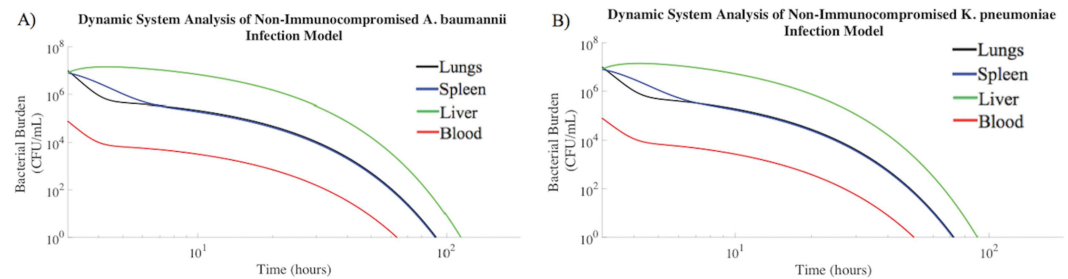 A)
Dynamic System Analysis of Non-Immunocompromised A. baumannii
Infection Model
10^8
10^6
10^4
10^2
10^0
Bacterial Burden
(CFU/mL)
Lungs
Spleen
Liver
Blood
10^1
10^2
Time (hours)
B)
Dynamic System Analysis of Non-Immunocompromised K. pneumoniae
Infection Model
10^8
10^6
10^4
10^2
10^0
Bacterial Burden
(CFU/mL)
Lungs
Spleen
Liver
Blood
10^1
10^2
Time (hours)